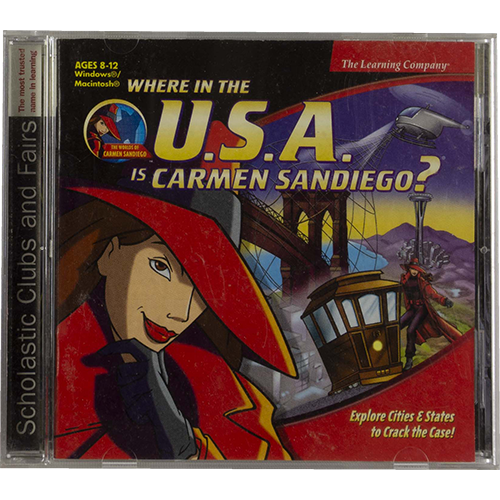 AGES 8-12
Windows®/
Macintosh®
The Learning Company®
WHERE IN THE
U.S.A.
IS CARMEN SANDIEGO?
THE WORLDS OF
CARMEN SANDIEGO
Explore Cities & States
to Crack the Case!
Scholastic Clubs and Fairs
The most trusted
name in learning